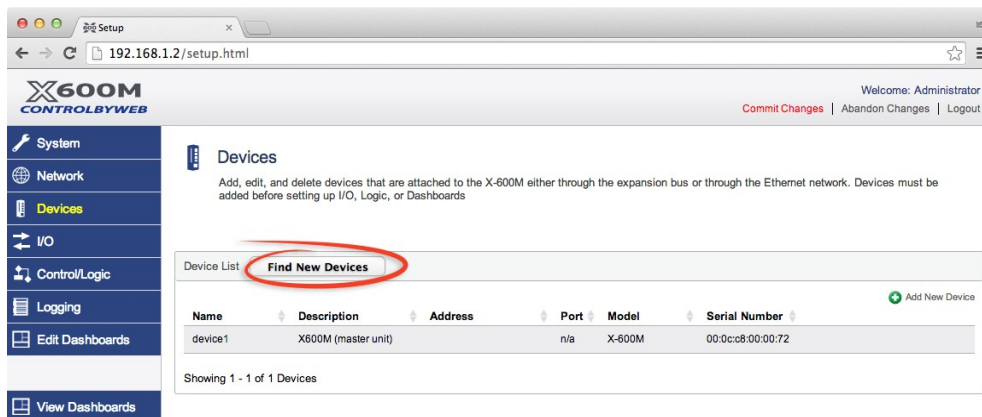 Setup
192.168.1.2/setup.html
X600M
CONTROLBYWEB
Welcome: Administrator
Commit Changes | Abandon Changes | Logout
System
Network
Devices
I/O
Control/Logic
Logging
Edit Dashboards
View Dashboards
Devices
Add, edit, and delete devices that are attached to the X-600M either through the expansion bus or through the Ethernet network. Devices must be
added before setting up I/O, Logic, or Dashboards
Device List Find New Devices
Add New Device
Name Description Address Port Model Serial Number
device1 X600M (master unit) n/a X-600M 00:0c:c8:00:00:72
Showing 1 - 1 of 1 Devices